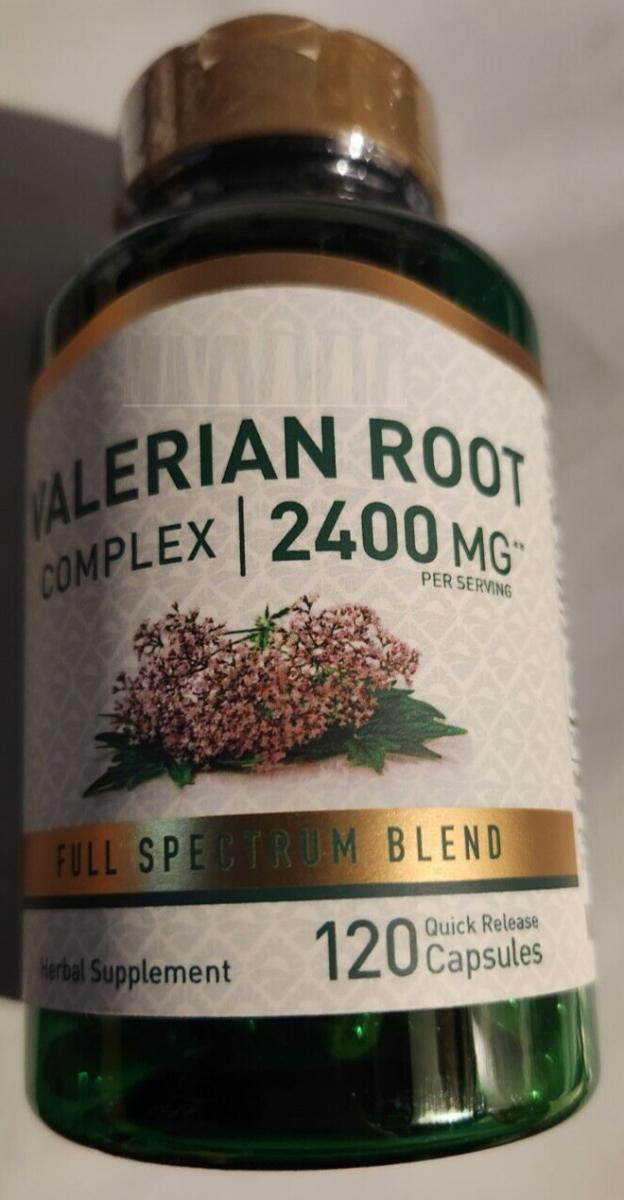 VALERIAN ROOT
COMPLEX | 2400 MG**
PER SERVING
FULL SPECTRUM BLEND
Herbal Supplement
120 Quick Release
Capsules